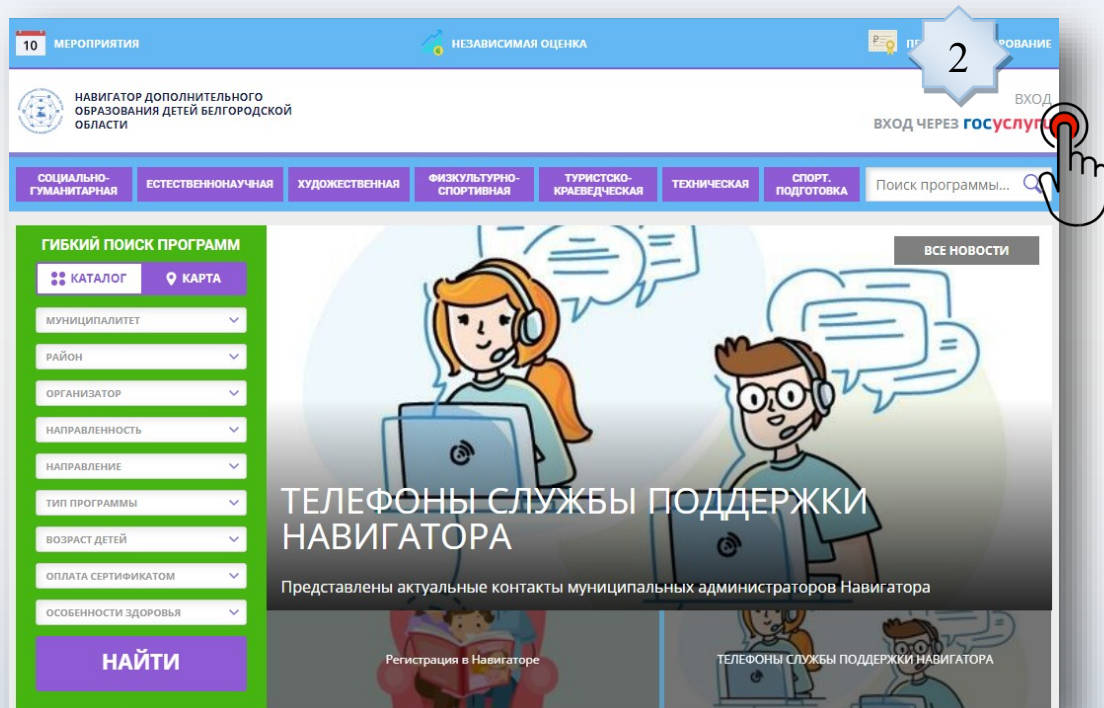 10 МЕРОПРИЯТИЯ
НЕЗАВИСИМАЯ ОЦЕНКА
2
НАВИГАТОР ДОПОЛНИТЕЛЬНОГО
ОБРАЗОВАНИЯ ДЕТЕЙ БЕЛГОРОДСКОЙ
ОБЛАСТИ
ВХОД
ВХОД ЧЕРЕЗ госуслуги
СОЦИАЛЬНО-
ГУМАНИТАРНАЯ
ЕСТЕСТВЕННОНАУЧНАЯ
ХУДОЖЕСТВЕННАЯ
ФИЗКУЛЬТУРНО-
СПОРТИВНАЯ
ТУРИСТСКО-
КРАЕВЕДЧЕСКАЯ
ТЕХНИЧЕСКАЯ
СПОРТ.
ПОДГОТОВКА
Поиск программы...
ГИБКИЙ ПОИСК ПРОГРАММ
КАТАЛОГ
КАРТА
МУНИЦИПАЛИТЕТ
РАЙОН
ОРГАНИЗАТОР
НАПРАВЛЕННОСТЬ
НАПРАВЛЕНИЕ
ТИП ПРОГРАММЫ
ВОЗРАСТ ДЕТЕЙ
ОПЛАТА СЕРТИФИКАТОМ
ОСОБЕННОСТИ ЗДОРОВЬЯ
НАЙТИ
ВСЕ НОВОСТИ
ТЕЛЕФОНЫ СЛУЖБЫ ПОДДЕРЖКИ
НАВИГАТОРА
Представлены актуальные контакты муниципальных администраторов Навигатора
Регистрация в Навигаторе
ТЕЛЕФОНЫ СЛУЖБЫ ПОДДЕРЖКИ НАВИГАТОРА